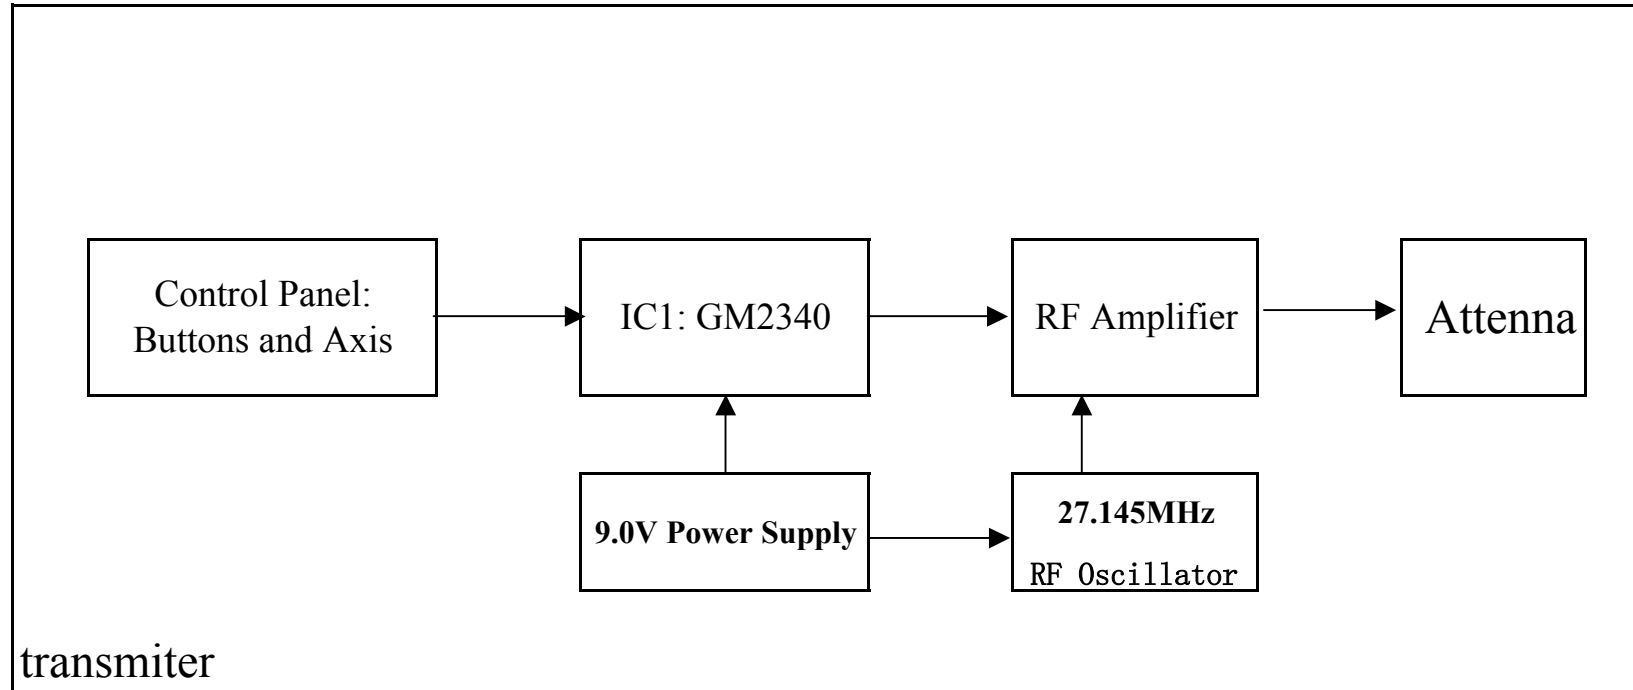 Control Panel:
Buttons and Axis
IC1: GM2340
RF Amplifier
Attenna
9.0V Power Supply
27.145MHz
RF Oscillator
transmiter